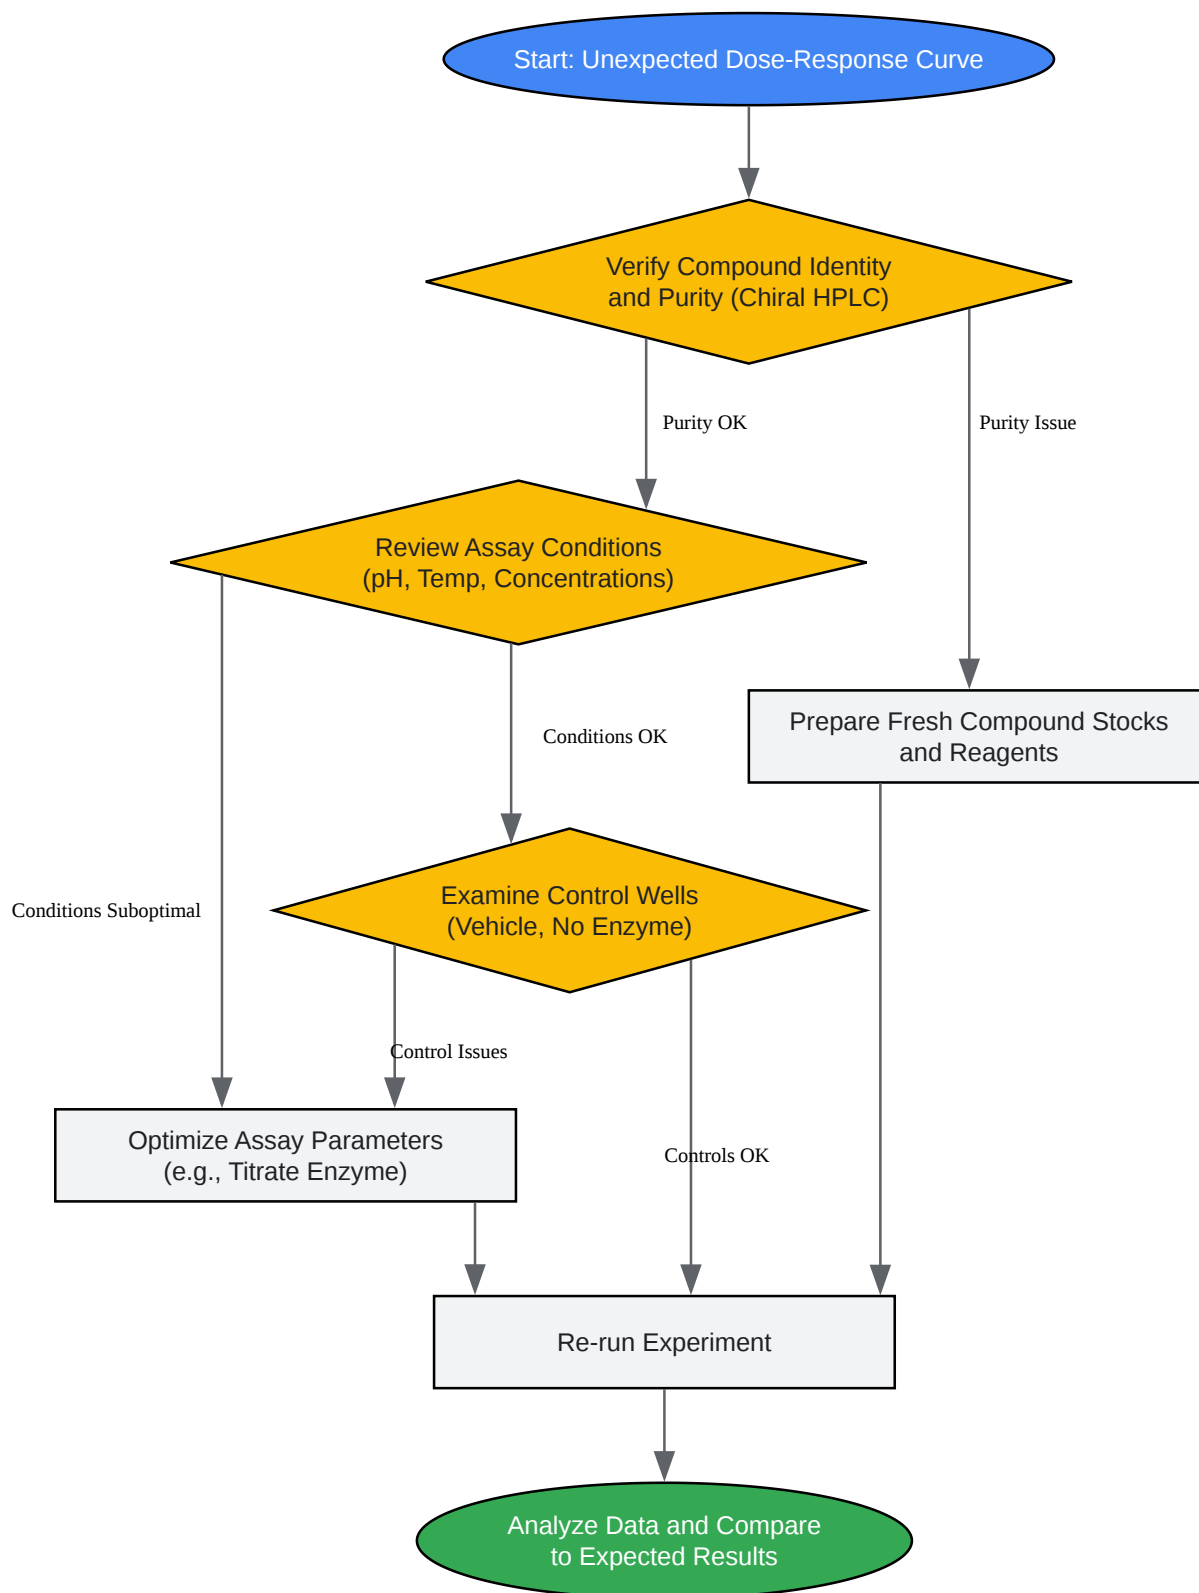 Start: Unexpected Dose-Response Curve
Verify Compound Identity
and Purity (Chiral HPLC)
Purity OK
Purity Issue
Review Assay Conditions
(pH, Temp, Concentrations)
Prepare Fresh Compound Stocks
and Reagents
Conditions OK
Examine Control Wells
(Vehicle, No Enzyme)
Conditions Suboptimal
Control Issues
Optimize Assay Parameters
(e.g., Titrate Enzyme)
Controls OK
Re-run Experiment
Analyze Data and Compare
to Expected Results